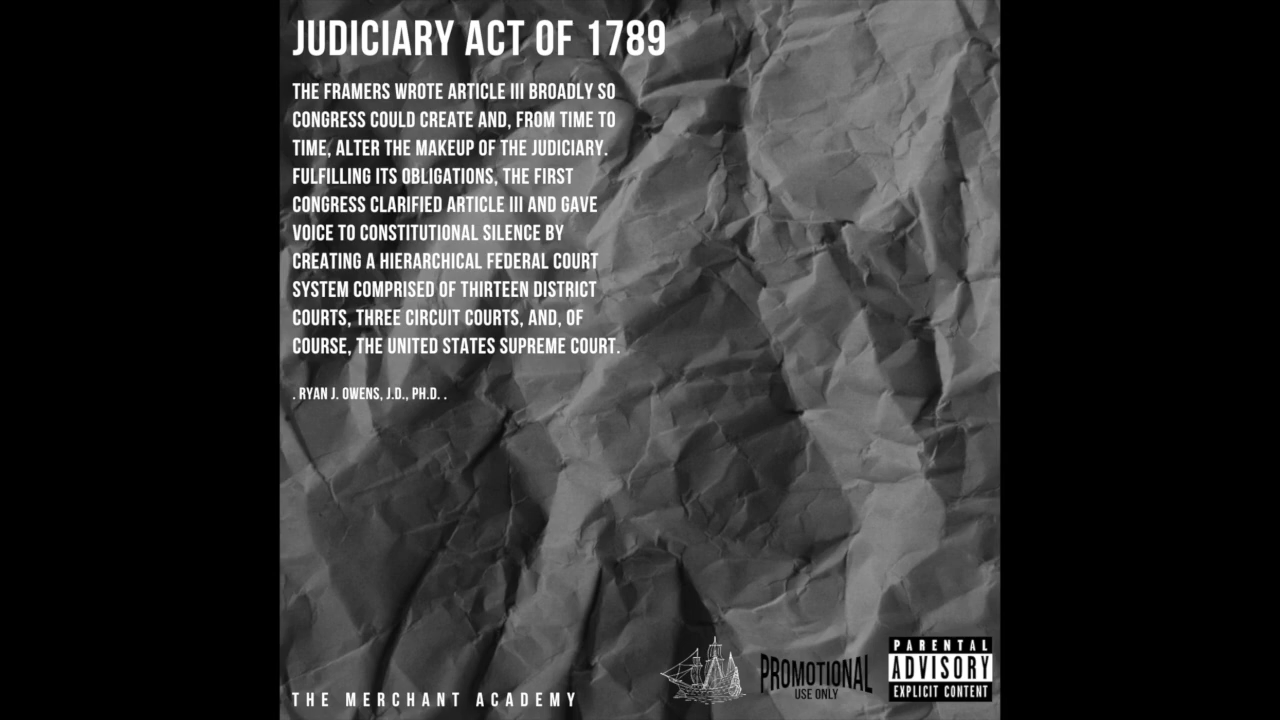 JUDICIARY ACT OF 1789
THE FRAMERS WROTE ARTICLE III BROADLY SO
CONGRESS COULD CREATE AND, FROM TIME TO
TIME, ALTER THE MAKEUP OF THE JUDICIARY.
FULFILLING ITS OBLIGATIONS, THE FIRST
CONGRESS CLARIFIED ARTICLE III AND GAVE
VOICE TO CONSTITUTIONAL SILENCE BY
CREATING A HIERARCHICAL FEDERAL COURT
SYSTEM COMPRISED OF THIRTEEN DISTRICT
COURTS, THREE CIRCUIT COURTS, AND, OF
COURSE, THE UNITED STATES SUPREME COURT.
. RYAN J. OWENS, J.D., PH.D. .
THE MERCHANT ACADEMY
PROMOTIONAL
USE ONLY
PARENTAL
ADVISORY
EXPLICIT CONTENT